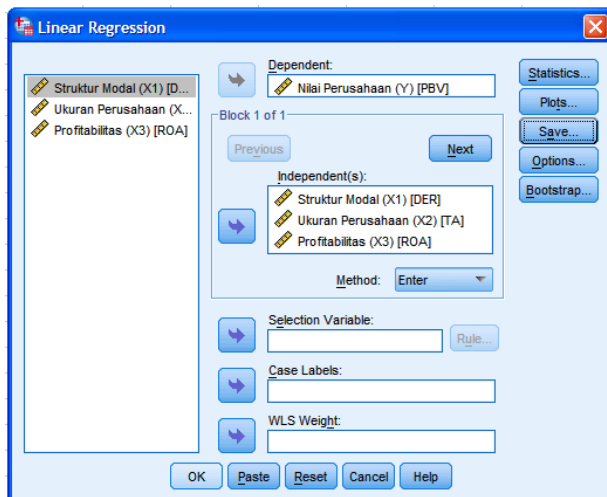 Linear Regression
Struktur Modal (X1) [D...
Ukuran Perusahaan (X...
Profitabilitas (X3) [ROA]
Dependent:
Nilai Perusahaan (Y) [PBV]
Block 1 of 1
Previous
Next
Independent(s):
Struktur Modal (X1) [DER]
Ukuran Perusahaan (X2) [TA]
Profitabilitas (X3) [ROA]
Method:
Enter
Selection Variable:
Rule...
Case Labels:
WLS Weight:
Statistics...
Plots...
Save...
Options...
Bootstrap...
OK
Paste
Reset
Cancel
Help